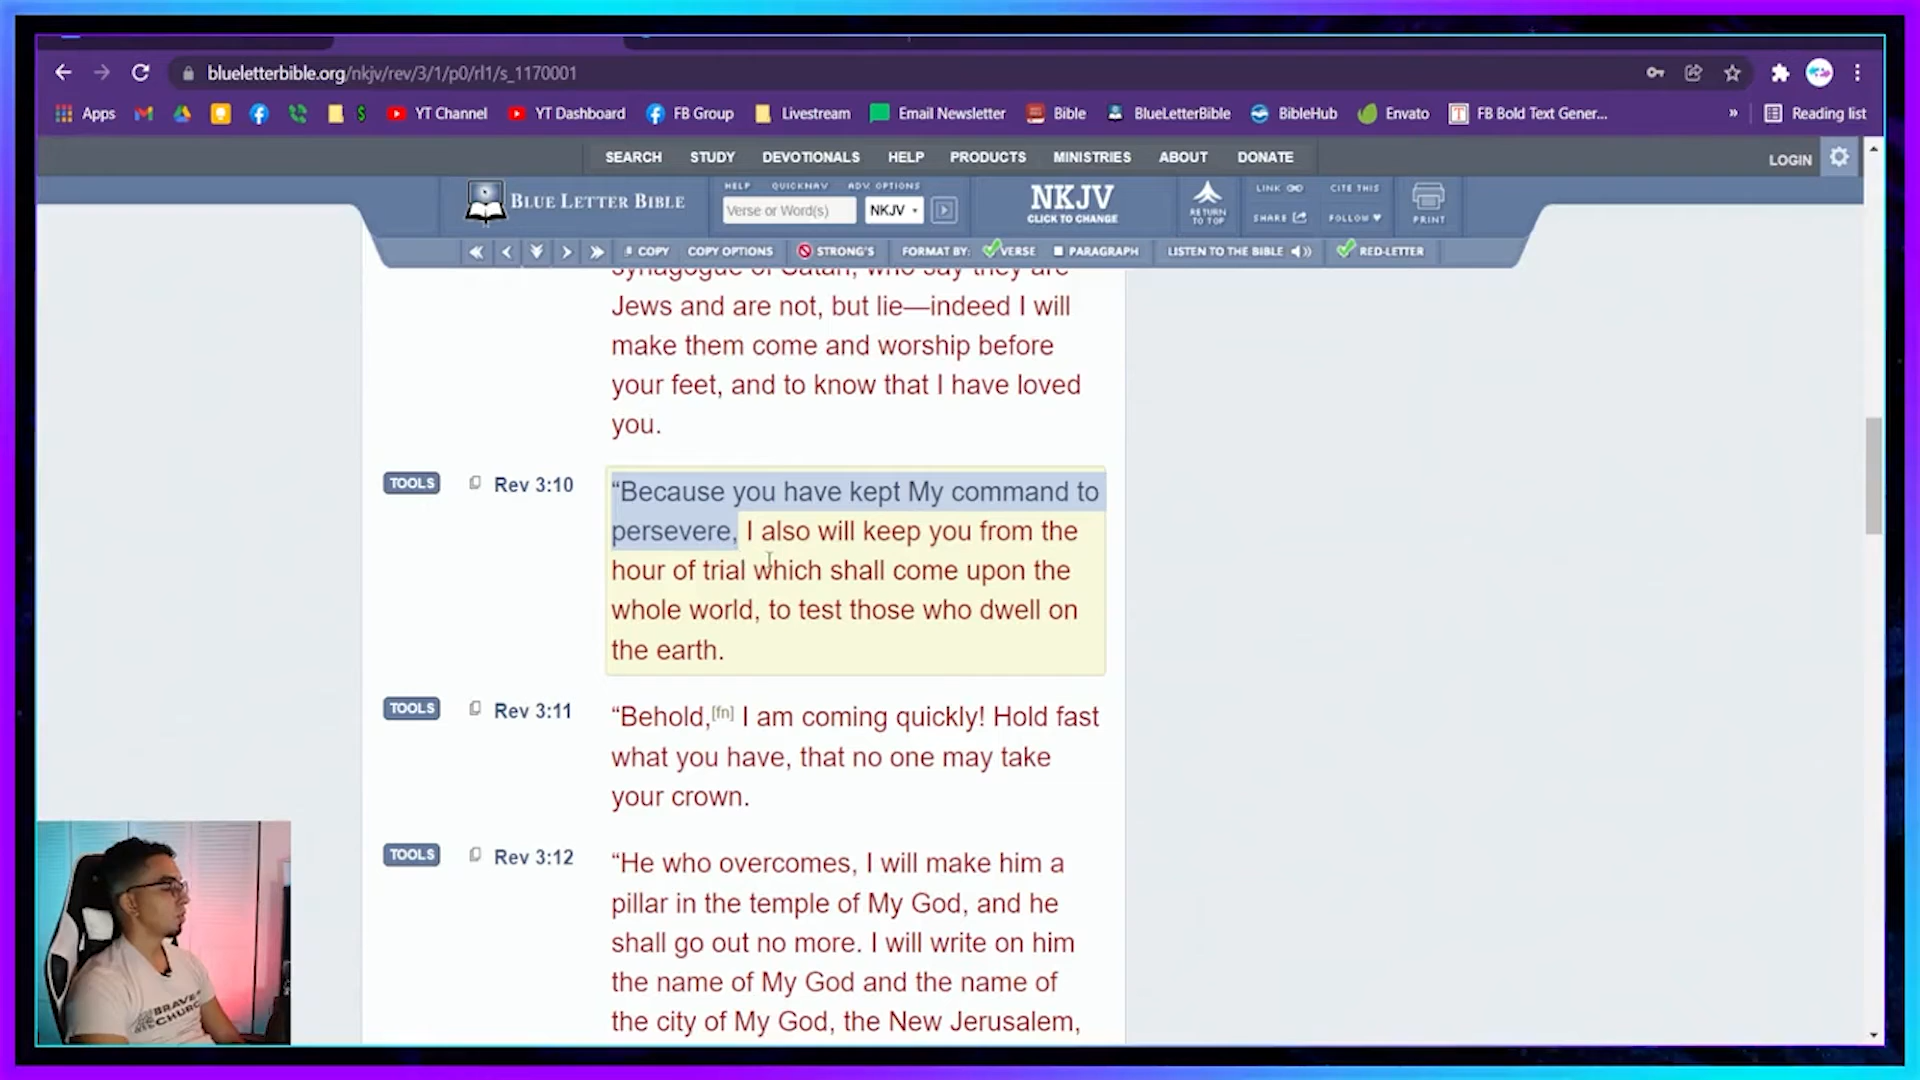 blueletterbible.org/nkjv/rev/3/1/p0/rl1/s_1170001
Apps
$
YT Channel
YT Dashboard
FB Group
Livestream
Email Newsletter
Bible
BlueLetterBible
BibleHub
Envato
FB Bold Text Gener...
»
Reading list
SEARCH STUDY DEVOTIONALS HELP PRODUCTS MINISTRIES ABOUT DONATE
LOGIN
BLUE LETTER BIBLE
HELP QUICKNAV ADV. OPTIONS
Verse or Word(s) NKJV
NKJV
CLICK TO CHANGE
RETURN
TO TOP
LINK CITE THIS
SHARE FOLLOW
PRINT
COPY COPY OPTIONS STRONG'S FORMAT BY: VERSE PARAGRAPH LISTEN TO THE BIBLE RED-LETTER
synagogue of Satan, who say they are
Jews and are not, but lie—indeed I will
make them come and worship before
your feet, and to know that I have loved
you.
TOOLS Rev 3:10 “Because you have kept My command to
persevere, I also will keep you from the
hour of trial which shall come upon the
whole world, to test those who dwell on
the earth.
TOOLS Rev 3:11 “Behold,[fn] I am coming quickly! Hold fast
what you have, that no one may take
your crown.
TOOLS Rev 3:12 “He who overcomes, I will make him a
pillar in the temple of My God, and he
shall go out no more. I will write on him
the name of My God and the name of
the city of My God, the New Jerusalem,
BRAVE
CHURCH